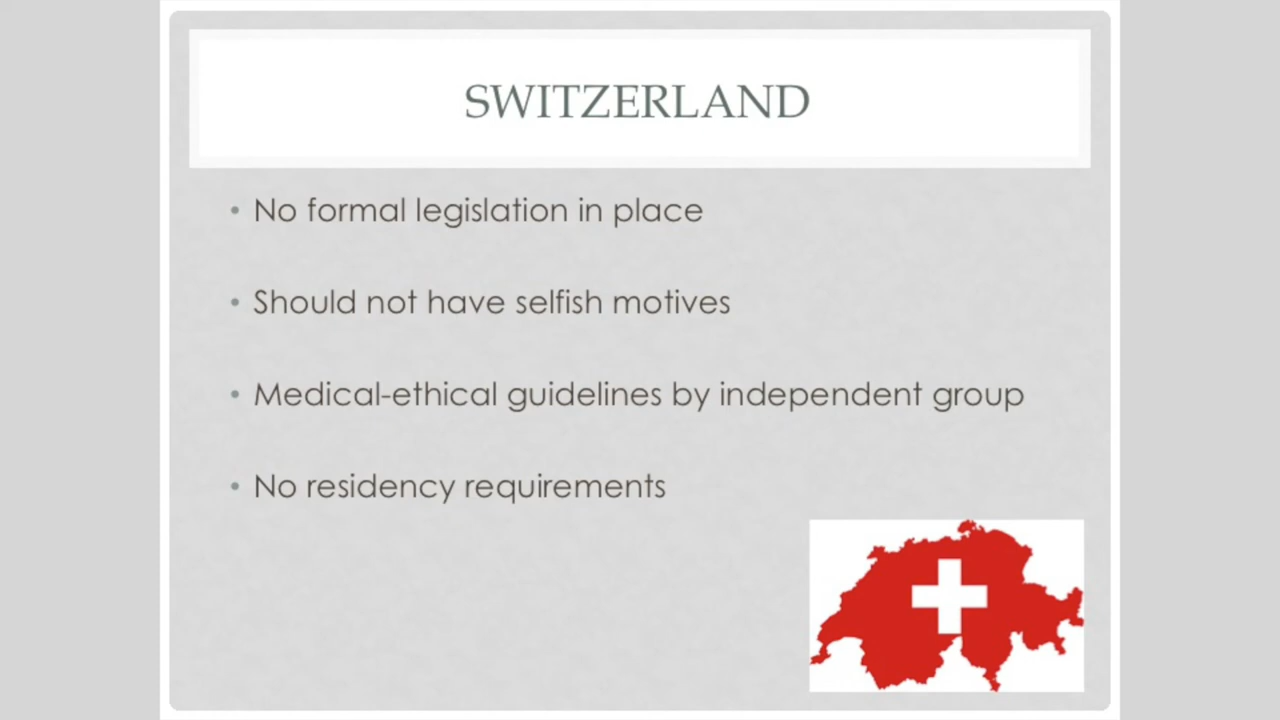 SWITZERLAND
• No formal legislation in place
• Should not have selfish motives
• Medical-ethical guidelines by independent group
• No residency requirements